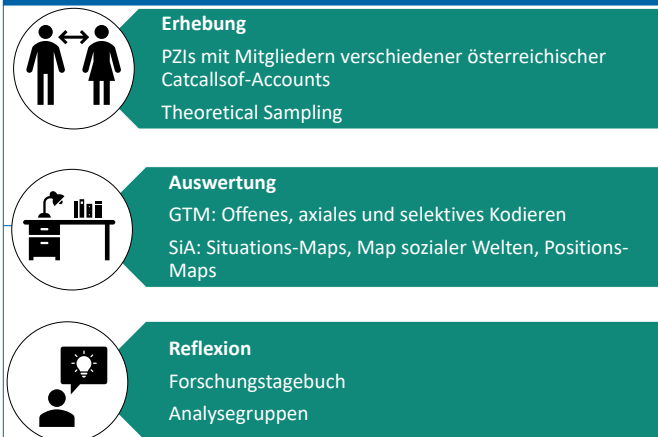 Erhebung
PZIs mit Mitgliedern verschiedener österreichischer
Catcallsof-Accounts
Theoretical Sampling
Auswertung
GTM: Offenes, axiales und selektives Kodieren
SiA: Situations-Maps, Map sozialer Welten, Positions-
Maps
Reflexion
Forschungstagebuch
Analysegruppen